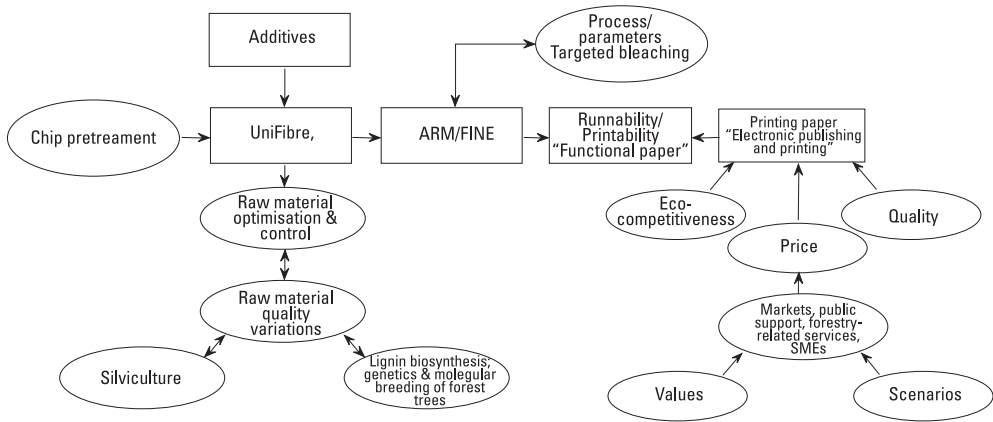 Additives
Process/
parameters
Targeted bleaching
Chip pretreament
UniFibre,
ARM/FINE
Runnability/
Printability
“Functional paper”
Printing paper
“Electronic publishing
and printing”
Raw material
optimisation &
control
Eco-
competitiveness
Quality
Price
Raw material
quality
variations
Markets, public
support, forestry-
related services,
SMEs
Silviculture
Lignin biosynthesis;
genetics & molegular
breeding of forest
trees
Values
Scenarios